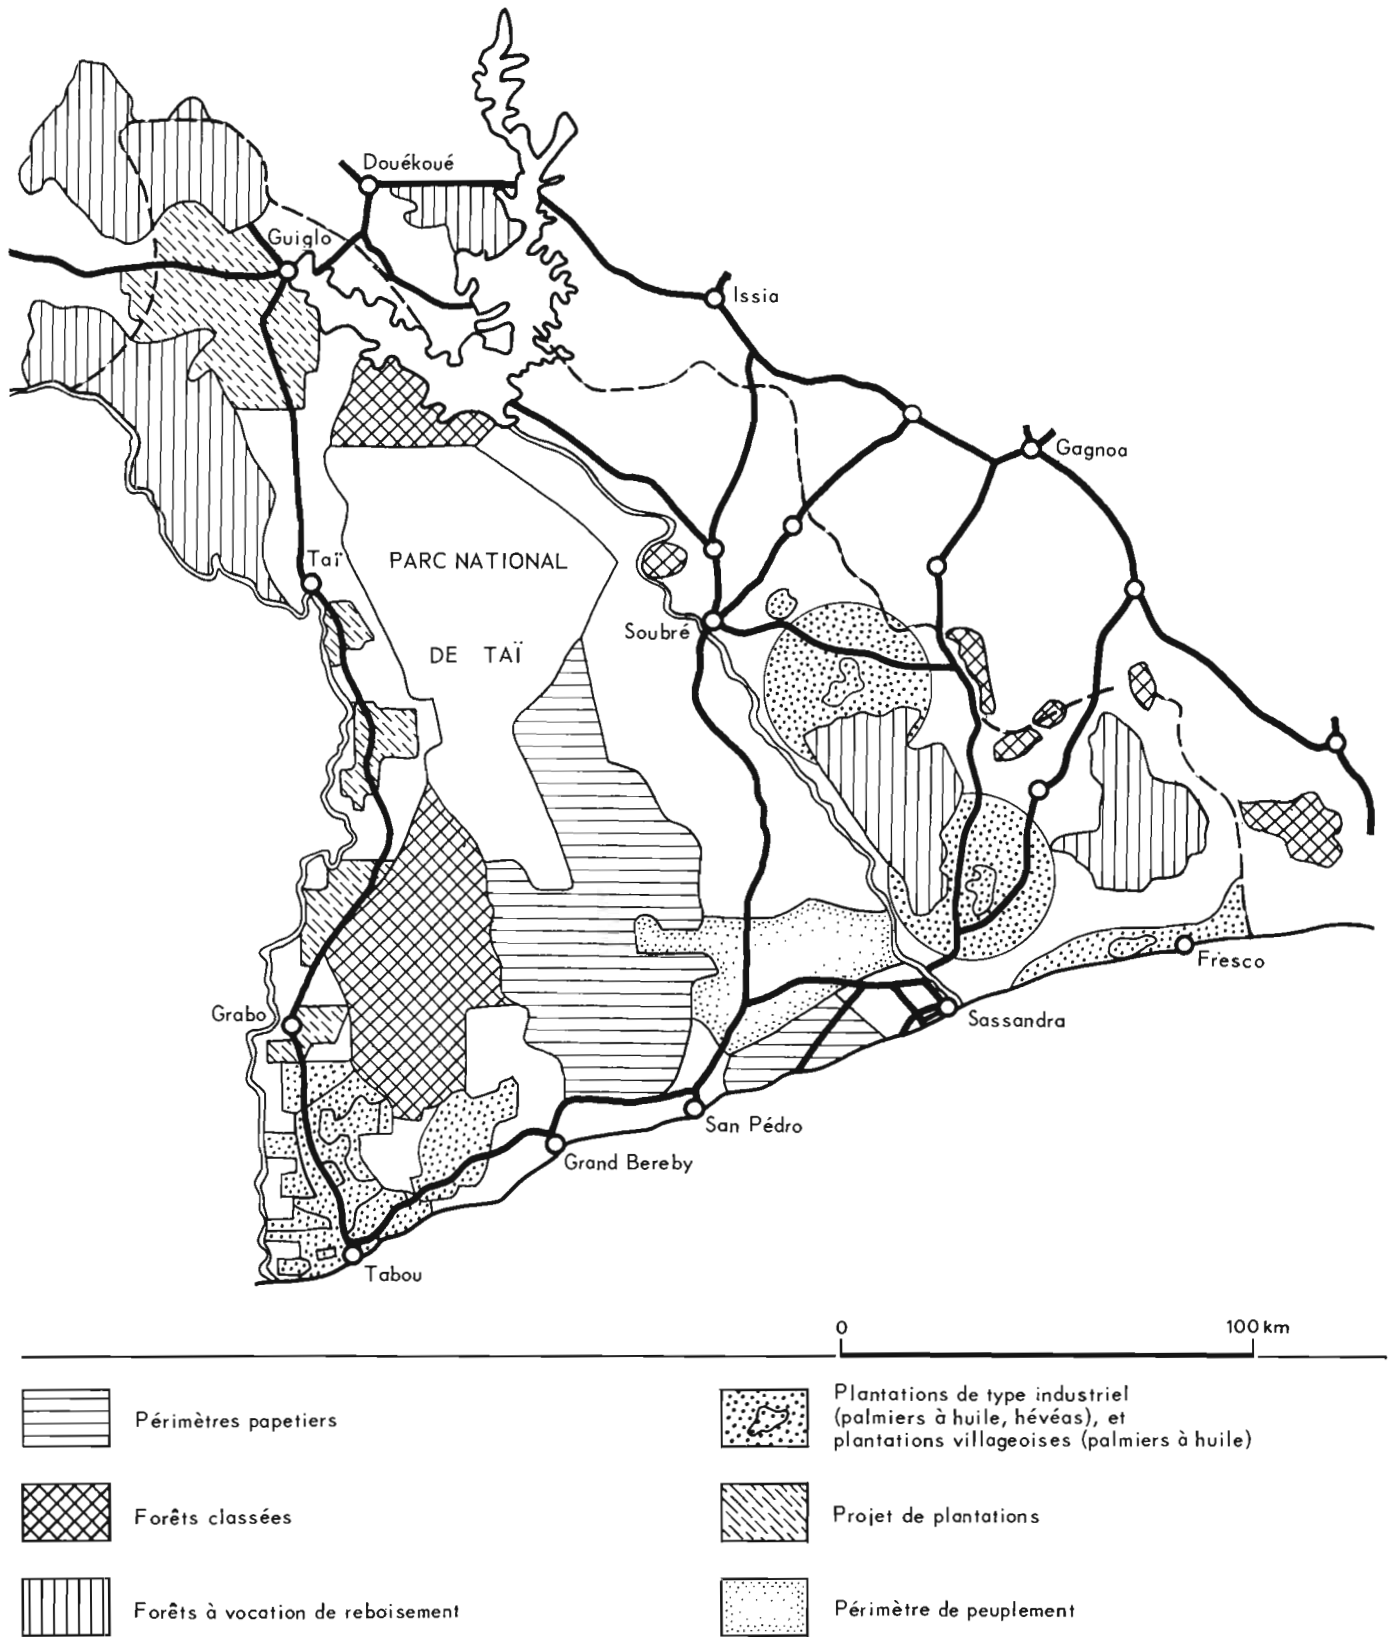 Douékoué
Guiglo
Issia
Gagnoa
Taï
PARC NATIONAL
DE TAÏ
Soubré
Fresco
Grabo
Sassandra
San Pédro
Grand Bereby
Tabou
0 100 km
Périmètres papetiers
Forêts classées
Forêts à vocation de reboisement
Plantations de type industriel
(palmiers à huile, hévéas), et
plantations villageoises (palmiers à huile)
Projet de plantations
Périmètre de peuplement